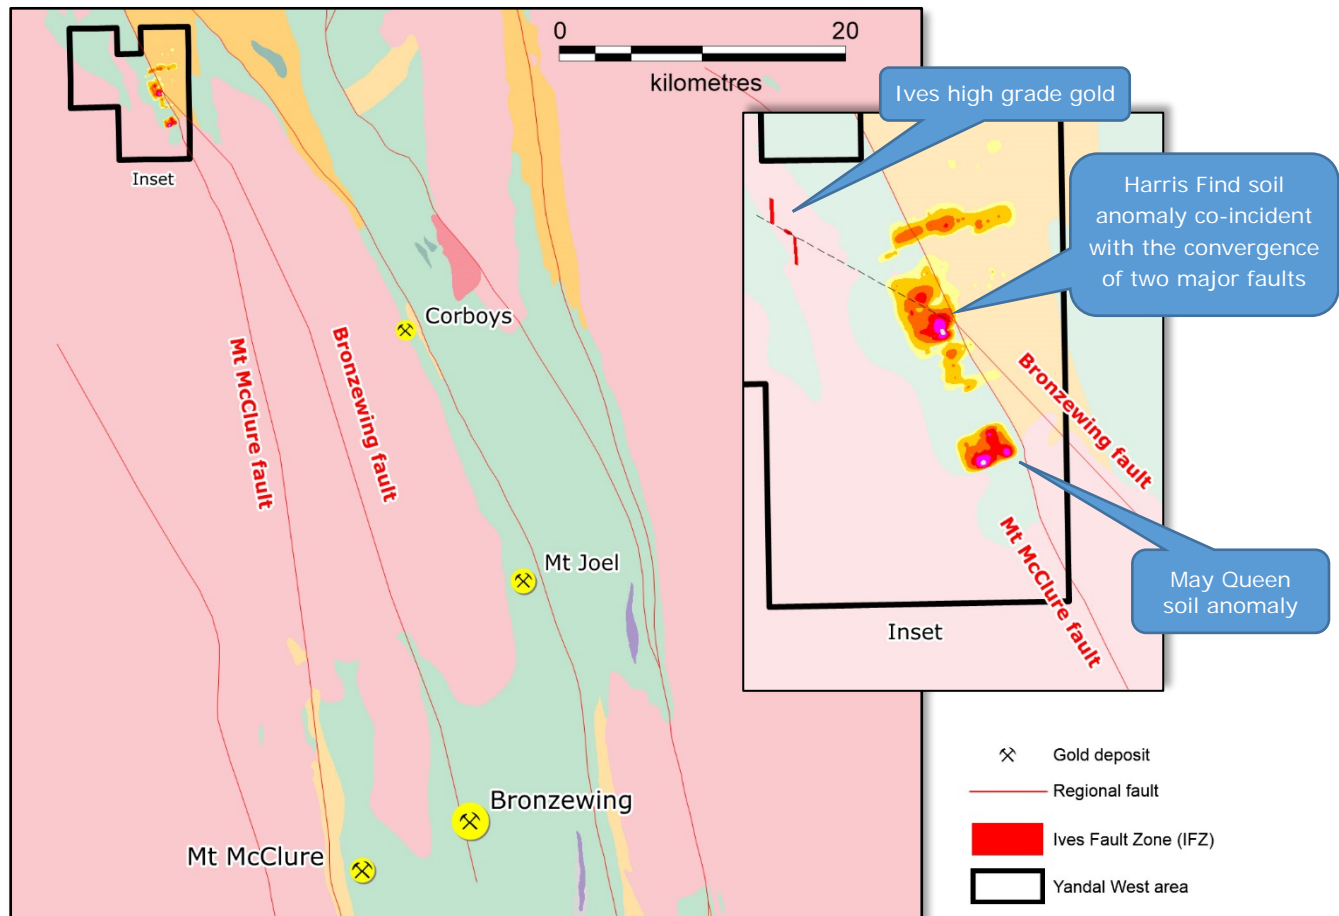 0
20
kilometres
Inset
Corboys
Mt McClure fault
Bronzewing fault
Mt Joel
Bronzewing
Mt McClure
Ives high grade gold
Harris Find soil
anomaly co-incident
with the convergence
of two major faults
Bronzewing fault
Mt McClure fault
May Queen
soil anomaly
Inset
Gold deposit
Regional fault
Ives Fault Zone (IFZ)
Yandal West area